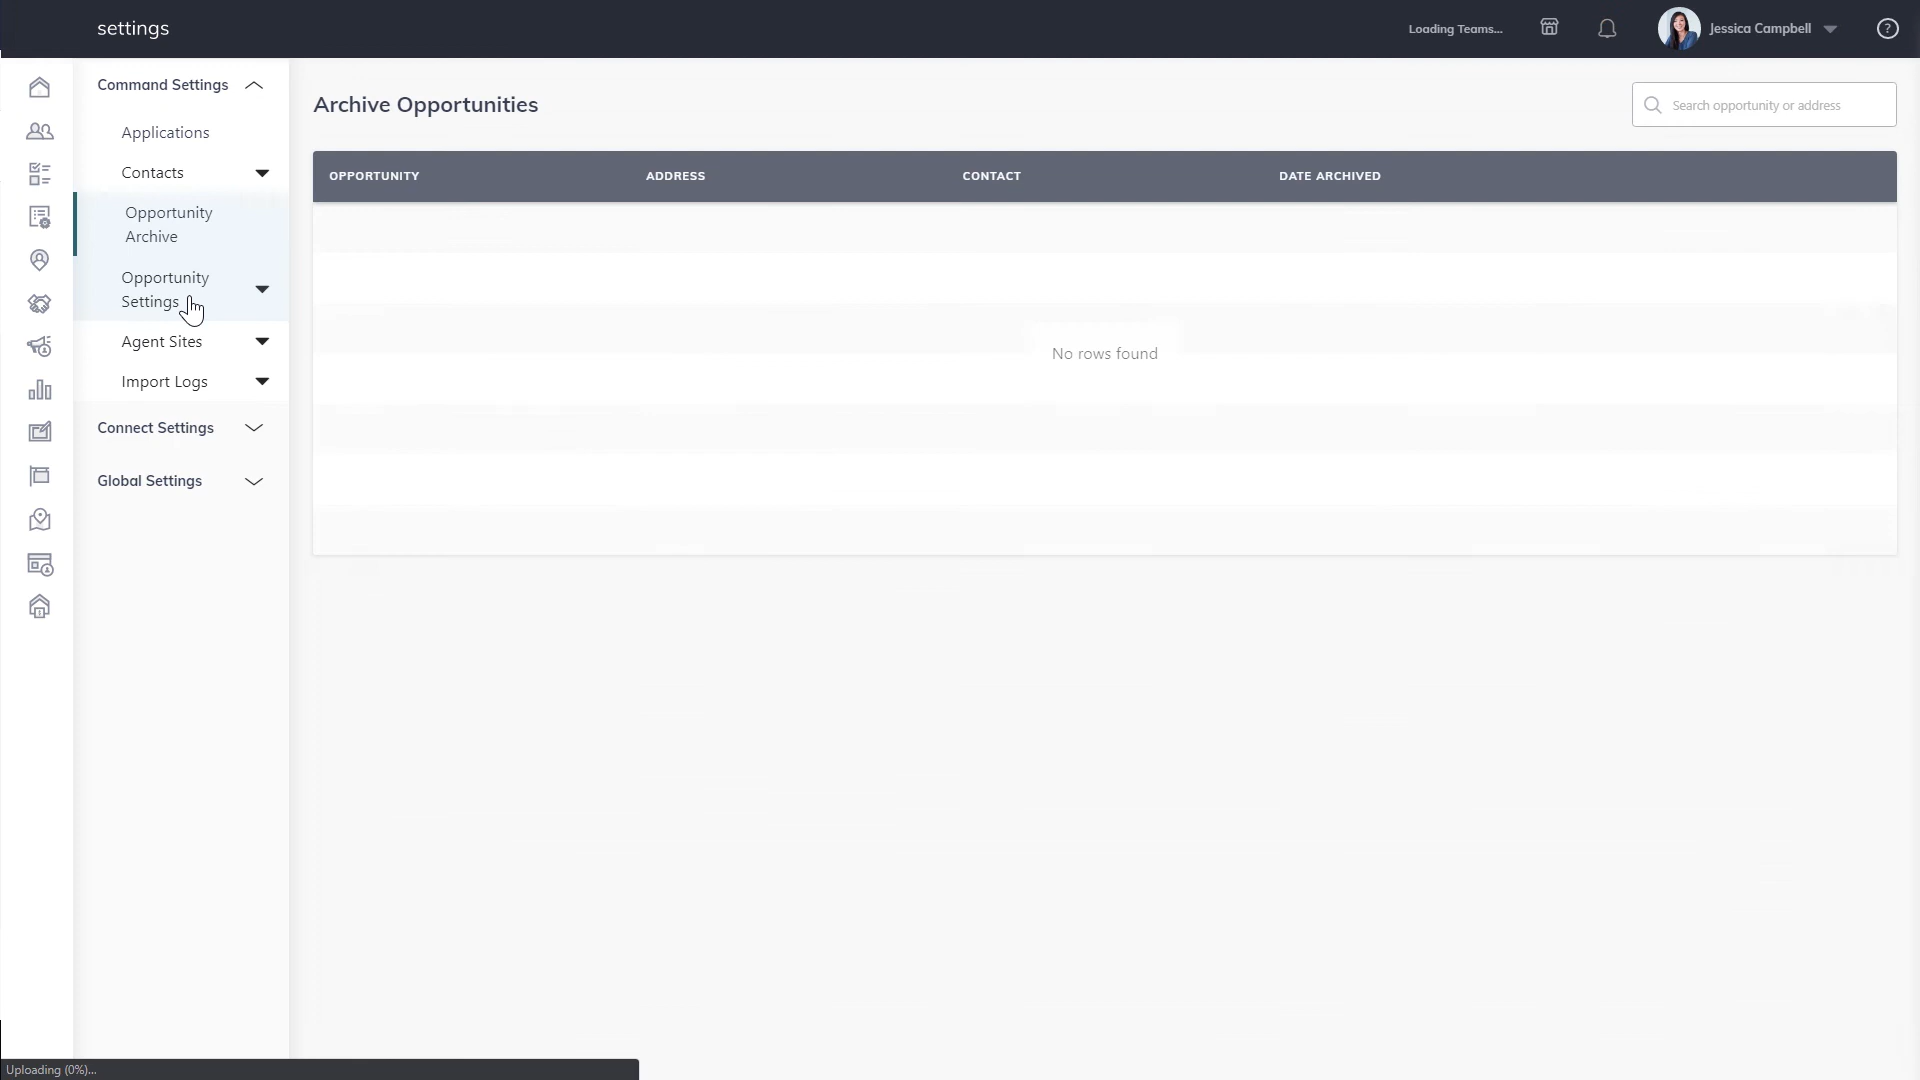 settings
Loading Teams...
Jessica Campbell
?
Command Settings
Applications
Contacts
Opportunity
Archive
Opportunity
Settings
Agent Sites
Import Logs
Connect Settings
Global Settings
Archive Opportunities
Search opportunity or address
OPPORTUNITY ADDRESS CONTACT DATE ARCHIVED
No rows found
Uploading (0%)...